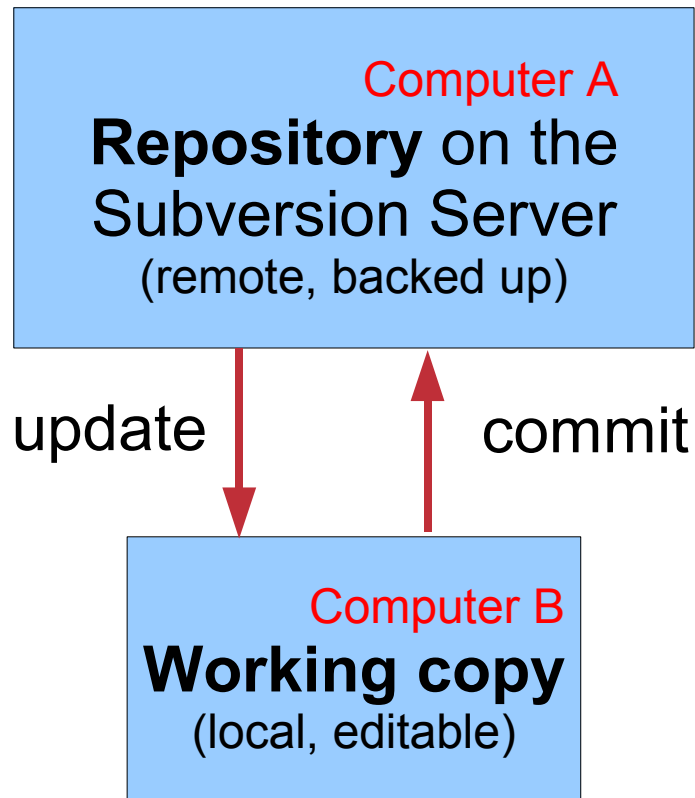 Computer A
Repository on the
Subversion Server
(remote, backed up)
update
commit
Computer B
Working copy
(local, editable)